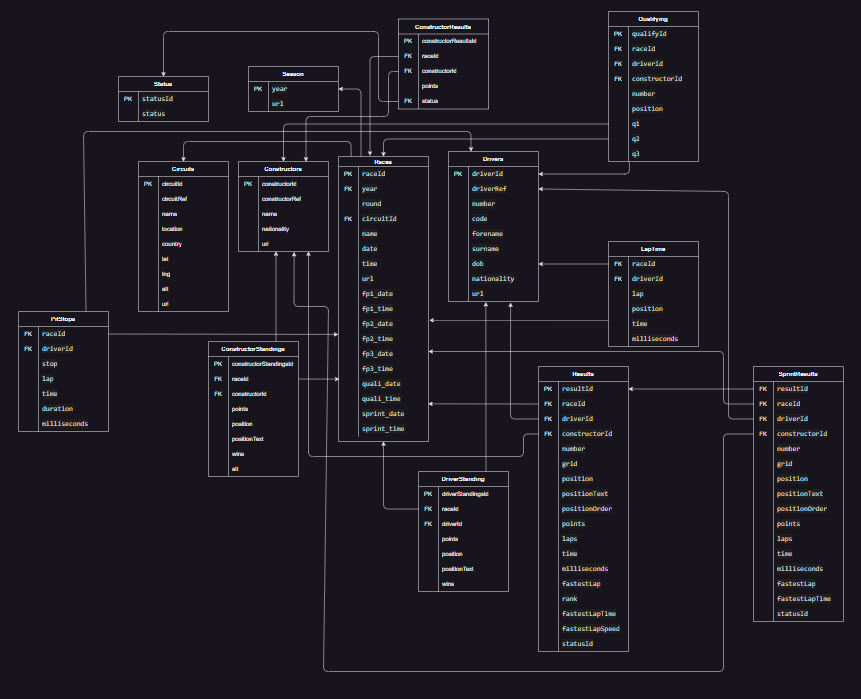 ConstructorResults
PK constructorResultsId
FK raceId
FK constructorId
points
FK status
Qualifying
PK qualifyId
FK raceId
FK driverId
FK constructorId
number
position
q1
q2
q3
Status
PK statusId
status
Season
PK year
url
Circuits
PK circuitId
circuitRef
name
location
country
lat
lng
alt
url
Constructors
PK constructorId
constructorRef
name
nationality
url
Races
PK raceId
FK year
round
FK circuitId
name
date
time
url
fp1_date
fp1_time
fp2_date
fp2_time
fp3_date
fp3_time
quali_date
quali_time
sprint_date
sprint_time
Drivers
PK driverId
driverRef
number
code
forename
surname
dob
nationality
url
LapTime
FK raceId
FK driverId
lap
position
time
milliseconds
PitStops
FK raceId
FK driverId
stop
lap
time
duration
milliseconds
ConstructorStandings
PK constructorStandingsId
FK raceId
FK constructorId
points
position
positionText
wins
alt
DriverStanding
PK driverStandingsId
FK raceId
FK driverId
points
position
positionText
wins
Results
PK resultId
FK raceId
FK driverId
FK constructorId
number
grid
position
positionText
positionOrder
points
laps
time
milliseconds
fastestLap
rank
fastestLapTime
fastestLapSpeed
statusId
SprintResults
FK resultId
FK raceId
FK driverId
FK constructorId
number
grid
position
positionText
positionOrder
points
laps
time
milliseconds
fastestLap
fastestLapTime
statusId